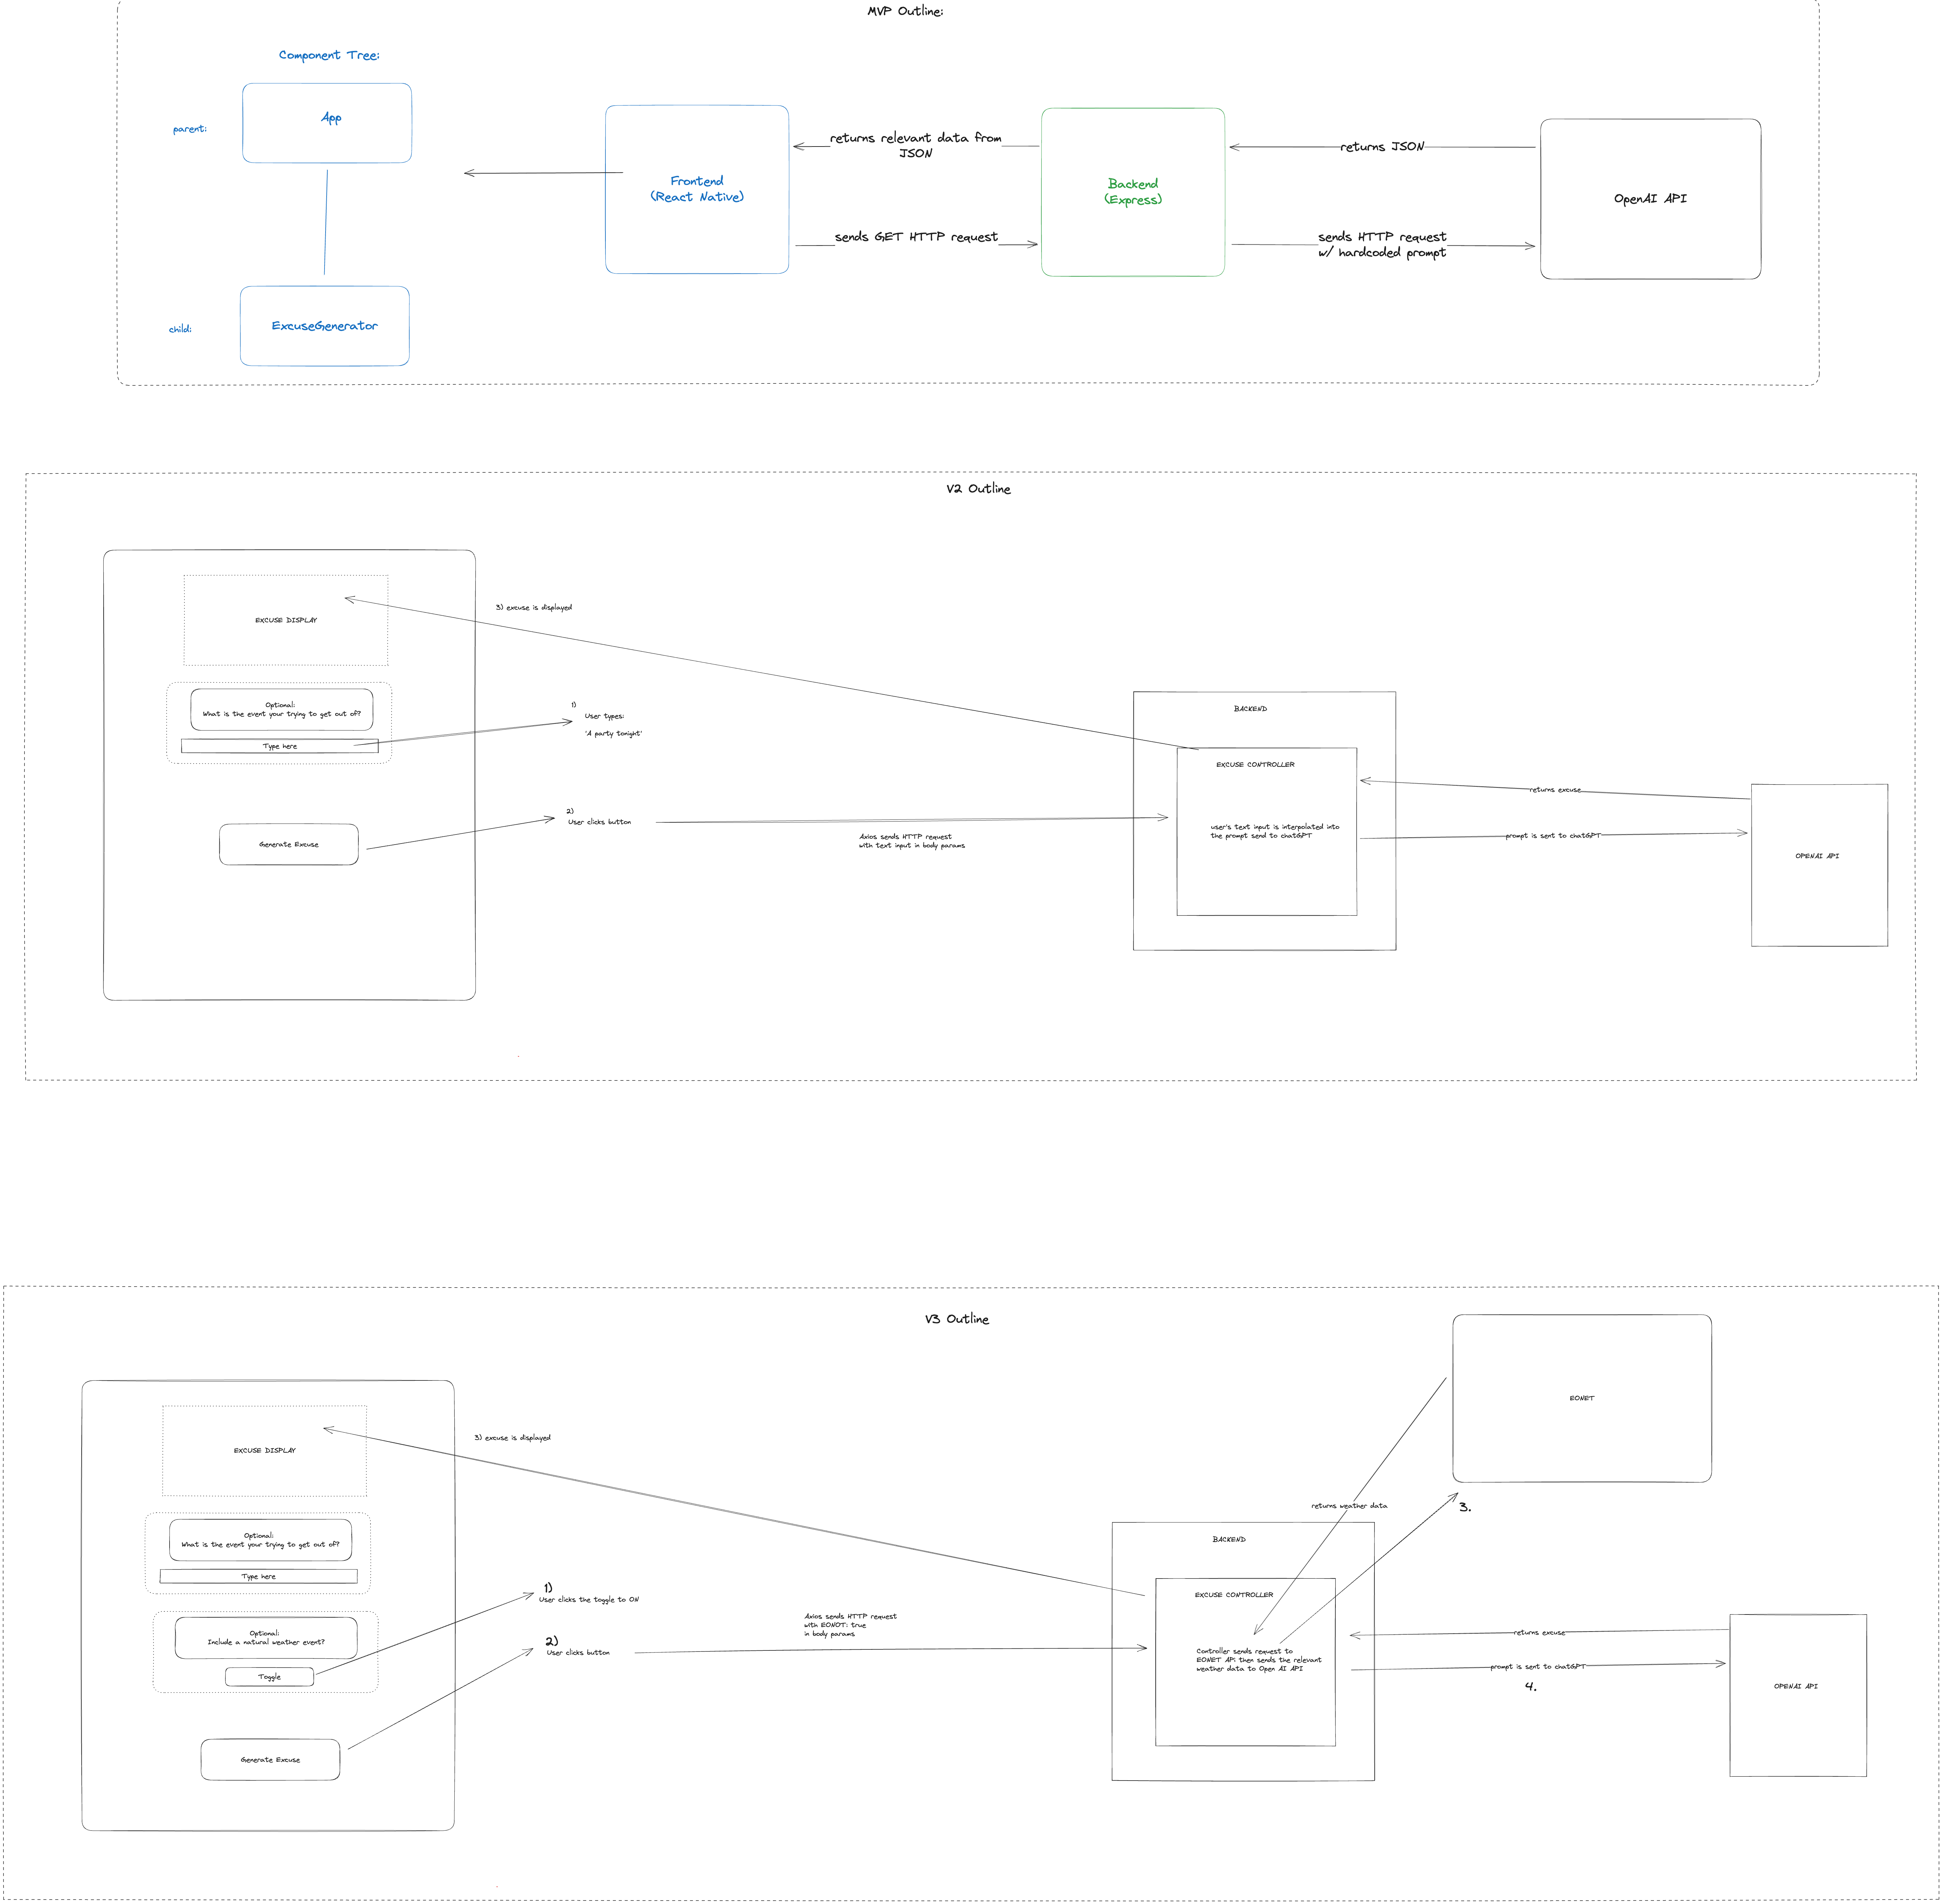 MVP Outline:
Component Tree:
parent:
App
child:
ExcuseGenerator
Frontend
(React Native)
returns relevant data from
JSON
sends GET HTTP request
Backend
(Express)
returns JSON
sends HTTP request
w/ hardcoded prompt
OpenAI API
V2 Outline
EXCUSE DISPLAY
3) excuse is displayed
Optional:
What is the event your trying to get out of?
Type here
1)
User types:
'A party tonight'
Generate Excuse
2)
User clicks button
Axios sends HTTP request
with text input in body params
BACKEND
EXCUSE CONTROLLER
user's text input is interpolated into
the prompt send to chatGPT
returns excuse
prompt is sent to chatGPT
OPENAI API
V3 Outline
EXCUSE DISPLAY
3) excuse is displayed
Optional:
What is the event your trying to get out of?
Type here
Optional:
Include a natural weather event?
Toggle
Generate Excuse
1)
User clicks the toggle to ON
2)
User clicks button
Axios sends HTTP request
with EONOT: true
in body params
EONET
returns weather data
3.
BACKEND
EXCUSE CONTROLLER
Controller sends request to
EONET AP; then sends the relevant
weather data to Open AI API
returns excuse
prompt is sent to chatGPT
4.
OPENAI API